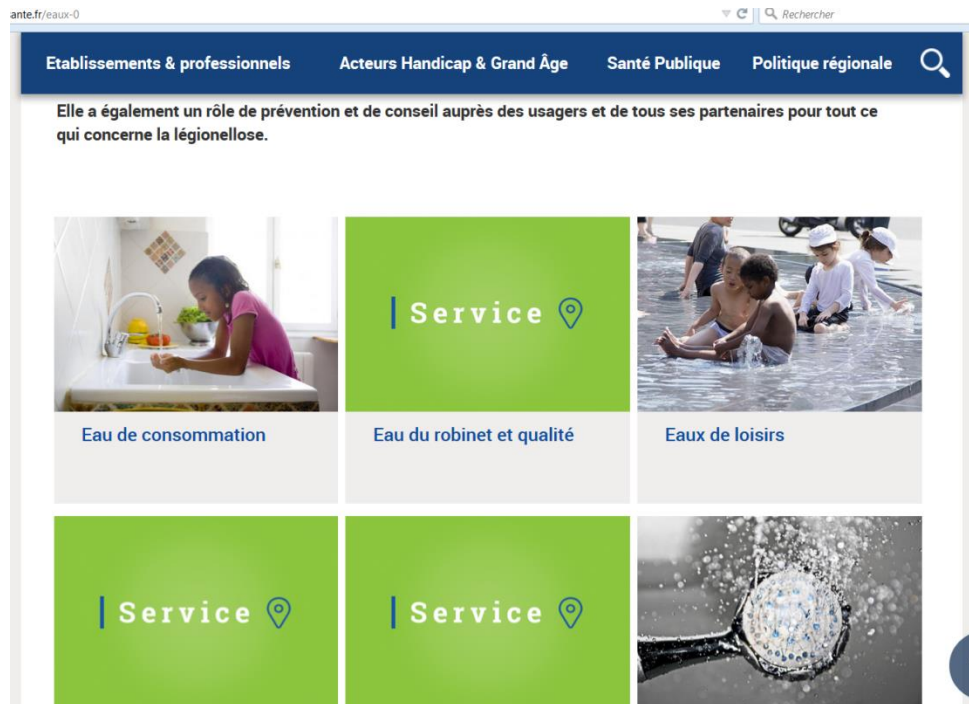 ante.fr/eaux-0
Rechercher
Etablissements & professionnels Acteurs Handicap & Grand Âge Santé Publique Politique régionale
Elle a également un rôle de prévention et de conseil auprès des usagers et de tous ses partenaires pour tout ce
qui concerne la légionellose.
Service
Eau de consommation Eau du robinet et qualité Eaux de loisirs
Service Service